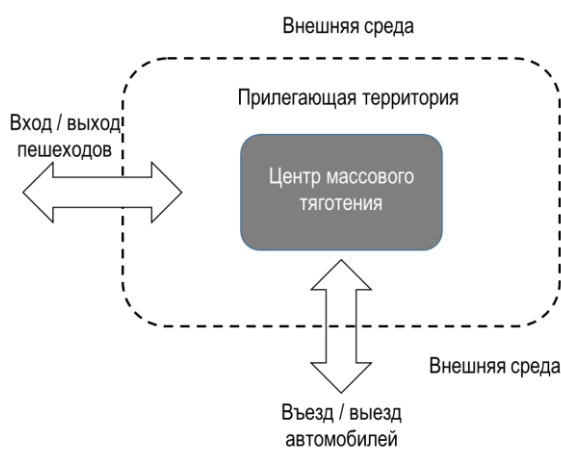 Внешняя среда
Прилегающая территория
Вход / выход
пешеходов
Центр массового
тяготения
Внешняя среда
Въезд / выезд
автомобилей